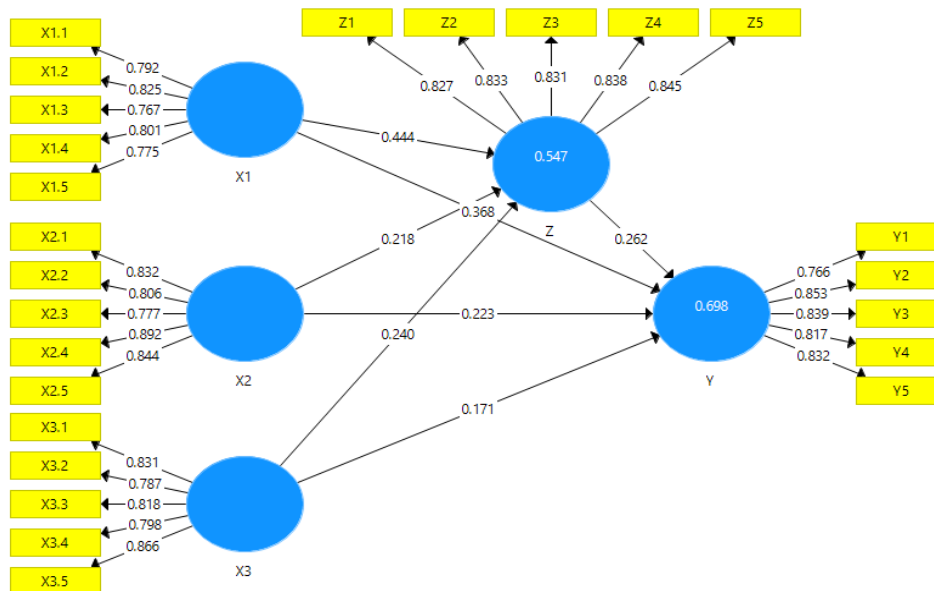 Z1 Z2 Z3 Z4 Z5
X1.1
X1.2
X1.3
X1.4
X1.5
0.792
0.825
0.767
0.801
0.775
X1
0.827
0.833
0.831
0.838
0.845
0.444
0.547
Z
0.368
0.218
0.262
X2.1
X2.2
X2.3
X2.4
X2.5
0.832
0.806
0.777
0.892
0.844
X2
0.223
0.240
0.698
Y
0.766
0.853
0.839
0.817
0.832
Y1
Y2
Y3
Y4
Y5
0.171
X3.1
X3.2
X3.3
X3.4
X3.5
0.831
0.787
0.818
0.798
0.866
X3